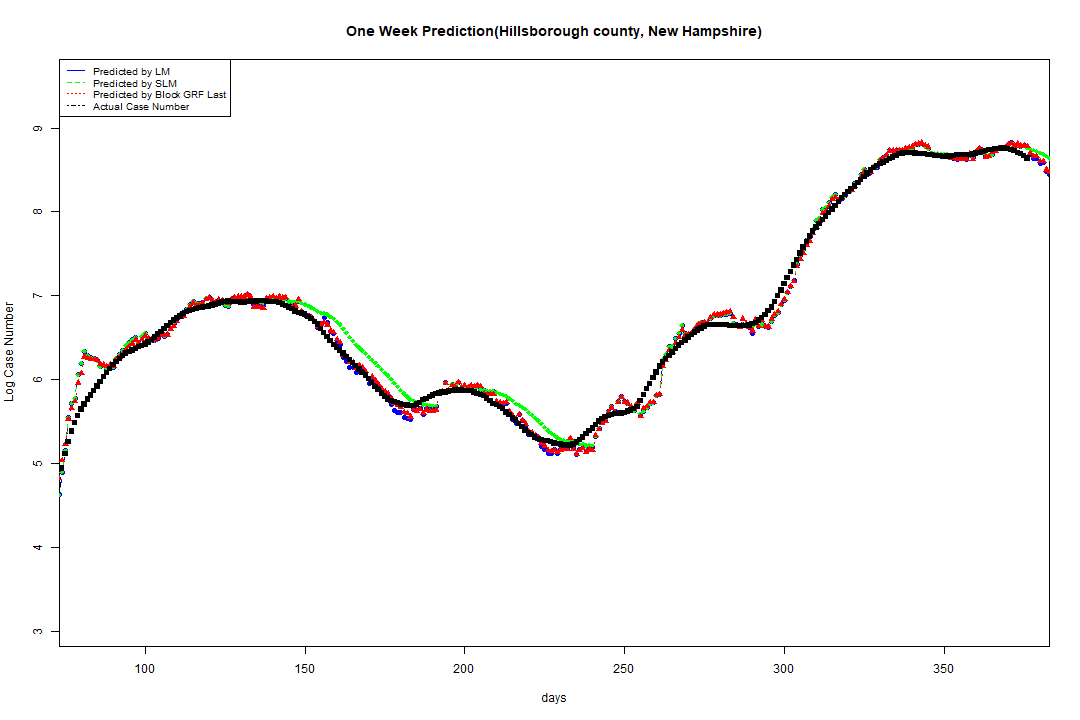 One Week Prediction(Hillsborough county, New Hampshire)
Predicted by LM
Predicted by SLM
Predicted by Block GRF Last
Actual Case Number
Log Case Number
9
8
7
6
5
4
3
100 150 200 250 300 350
days